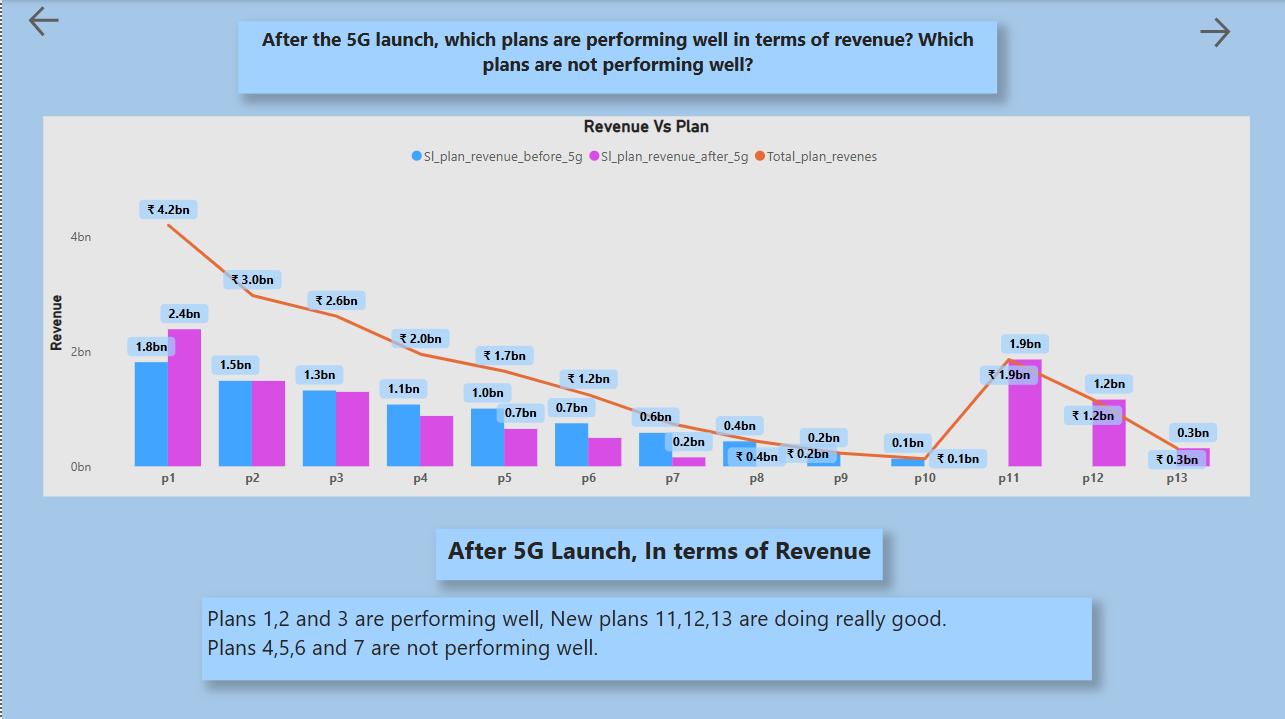 After the 5G launch, which plans are performing well in terms of revenue? Which
plans are not performing well?
Revenue Vs Plan
Sl_plan_revenue_before_5g Sl_plan_revenue_after_5g Total_plan_revenes
Revenue
4bn
2bn
0bn
₹ 4.2bn
₹ 3.0bn
₹ 2.6bn
₹ 2.0bn
₹ 1.7bn
₹ 1.2bn
0.6bn
0.4bn
0.2bn
0.1bn
1.9bn
1.2bn
0.3bn
1.8bn
2.4bn
1.5bn
1.3bn
1.1bn
1.0bn
0.7bn
0.7bn
0.2bn
₹ 0.4bn
₹ 0.2bn
₹ 0.1bn
₹ 1.9bn
₹ 1.2bn
₹ 0.3bn
p1 p2 p3 p4 p5 p6 p7 p8 p9 p10 p11 p12 p13
After 5G Launch, In terms of Revenue
Plans 1,2 and 3 are performing well, New plans 11,12,13 are doing really good.
Plans 4,5,6 and 7 are not performing well.